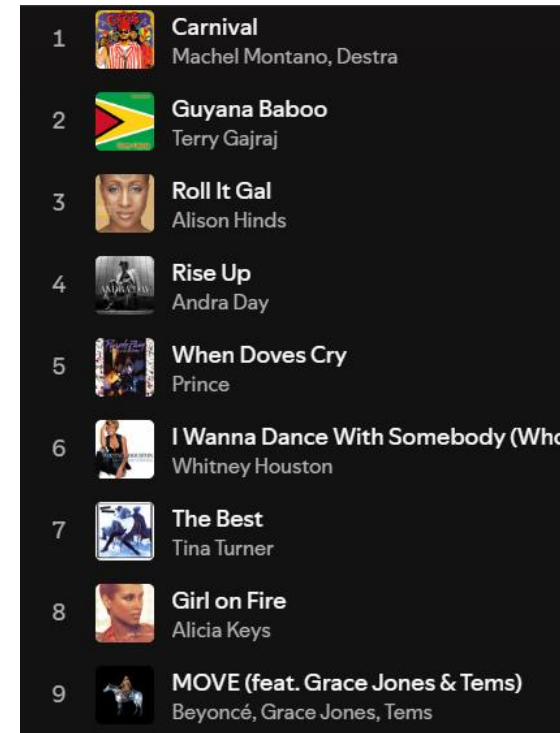 1
Carnival
Machel Montano, Destra
2
Guyana Baboo
Terry Gajraj
3
Roll It Gal
Alison Hinds
4
Rise Up
Andra Day
5
When Doves Cry
Prince
6
I Wanna Dance With Somebody (Who
Whitney Houston
7
The Best
Tina Turner
8
Girl on Fire
Alicia Keys
9
MOVE (feat. Grace Jones & Tems)
Beyoncé, Grace Jones, Tems